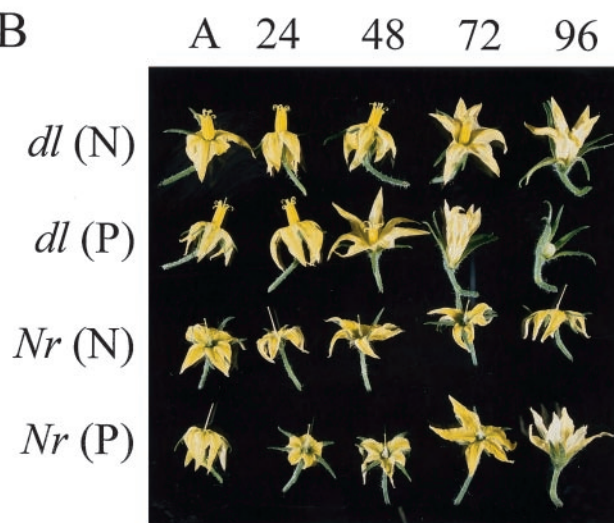 B
A 24 48 72 96
dl (N)
dl (P)
Nr (N)
Nr (P)